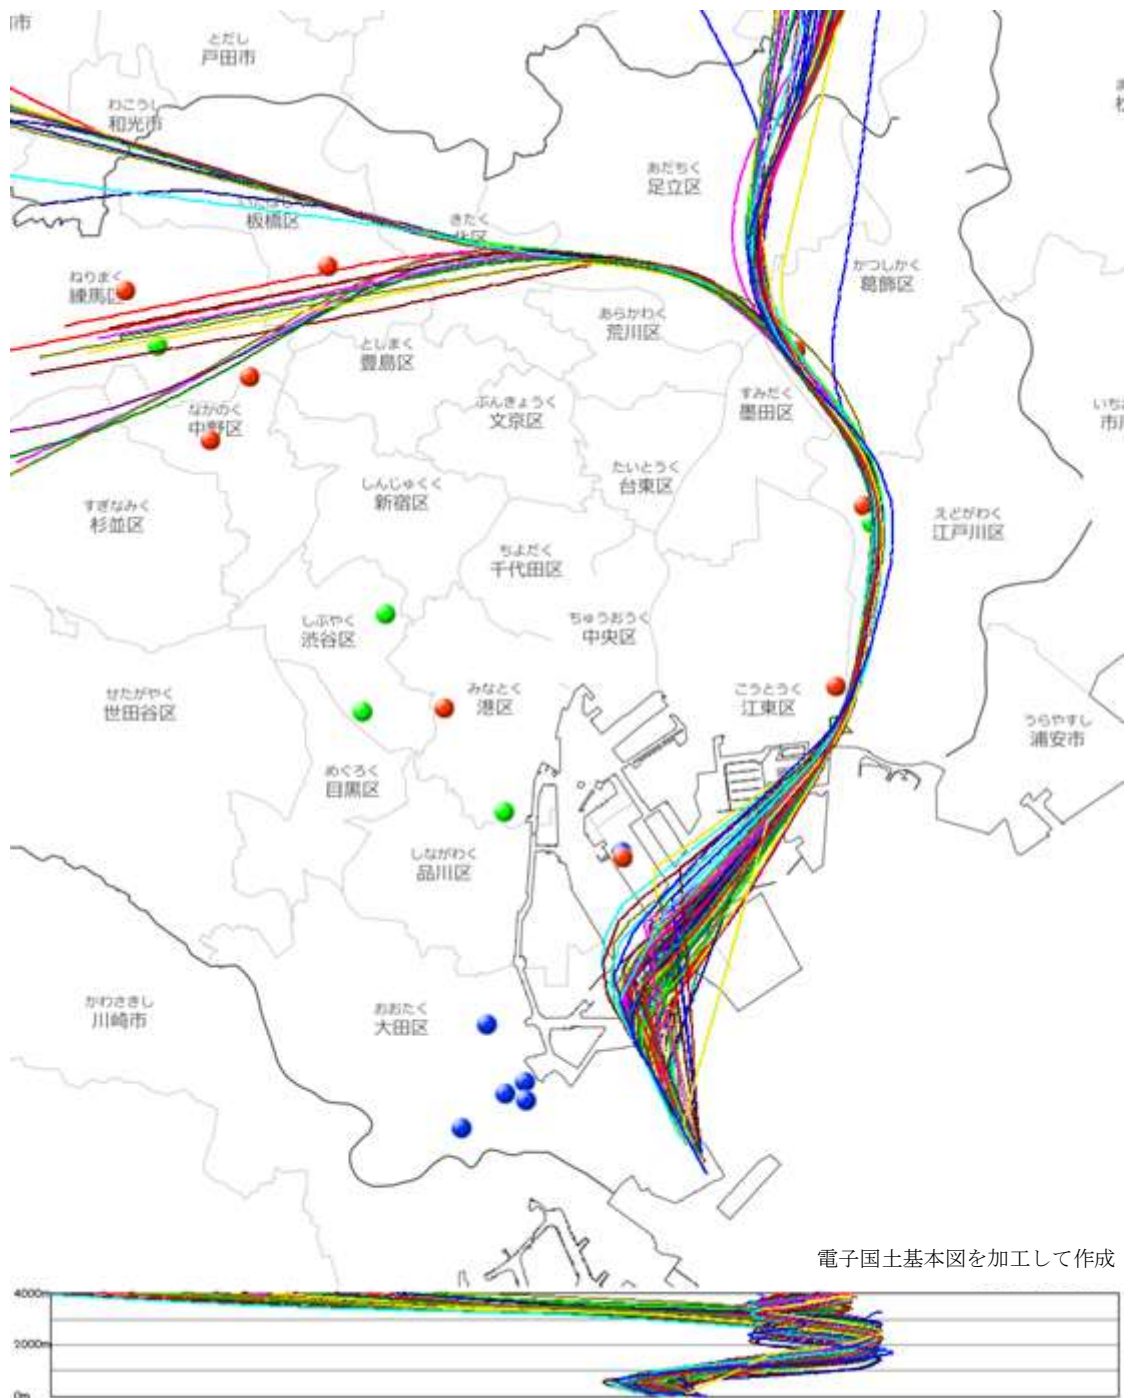 市
とだし
戸田市
わこうし
和光市
あだちく
足立区
板橋区
きたく
北区
ねりまく
練馬区
かつしかく
葛飾区
あらかわく
荒川区
としまく
豊島区
すみだく
墨田区
なかのく
中野区
ぶんきょうく
文京区
たいとうく
台東区
しんじゅくく
新宿区
すぎなみく
杉並区
えどがわく
江戸川区
ちよだく
千代田区
しぶやく
渋谷区
ちゅうおうく
中央区
せたがやく
世田谷区
みなとく
港区
こうとうく
江東区
うらやすし
浦安市
めぐろく
目黒区
しながわく
品川区
かわさきし
川崎市
おおたく
大田区
電子国土基本図を加工して作成
4000m
2000m
0m